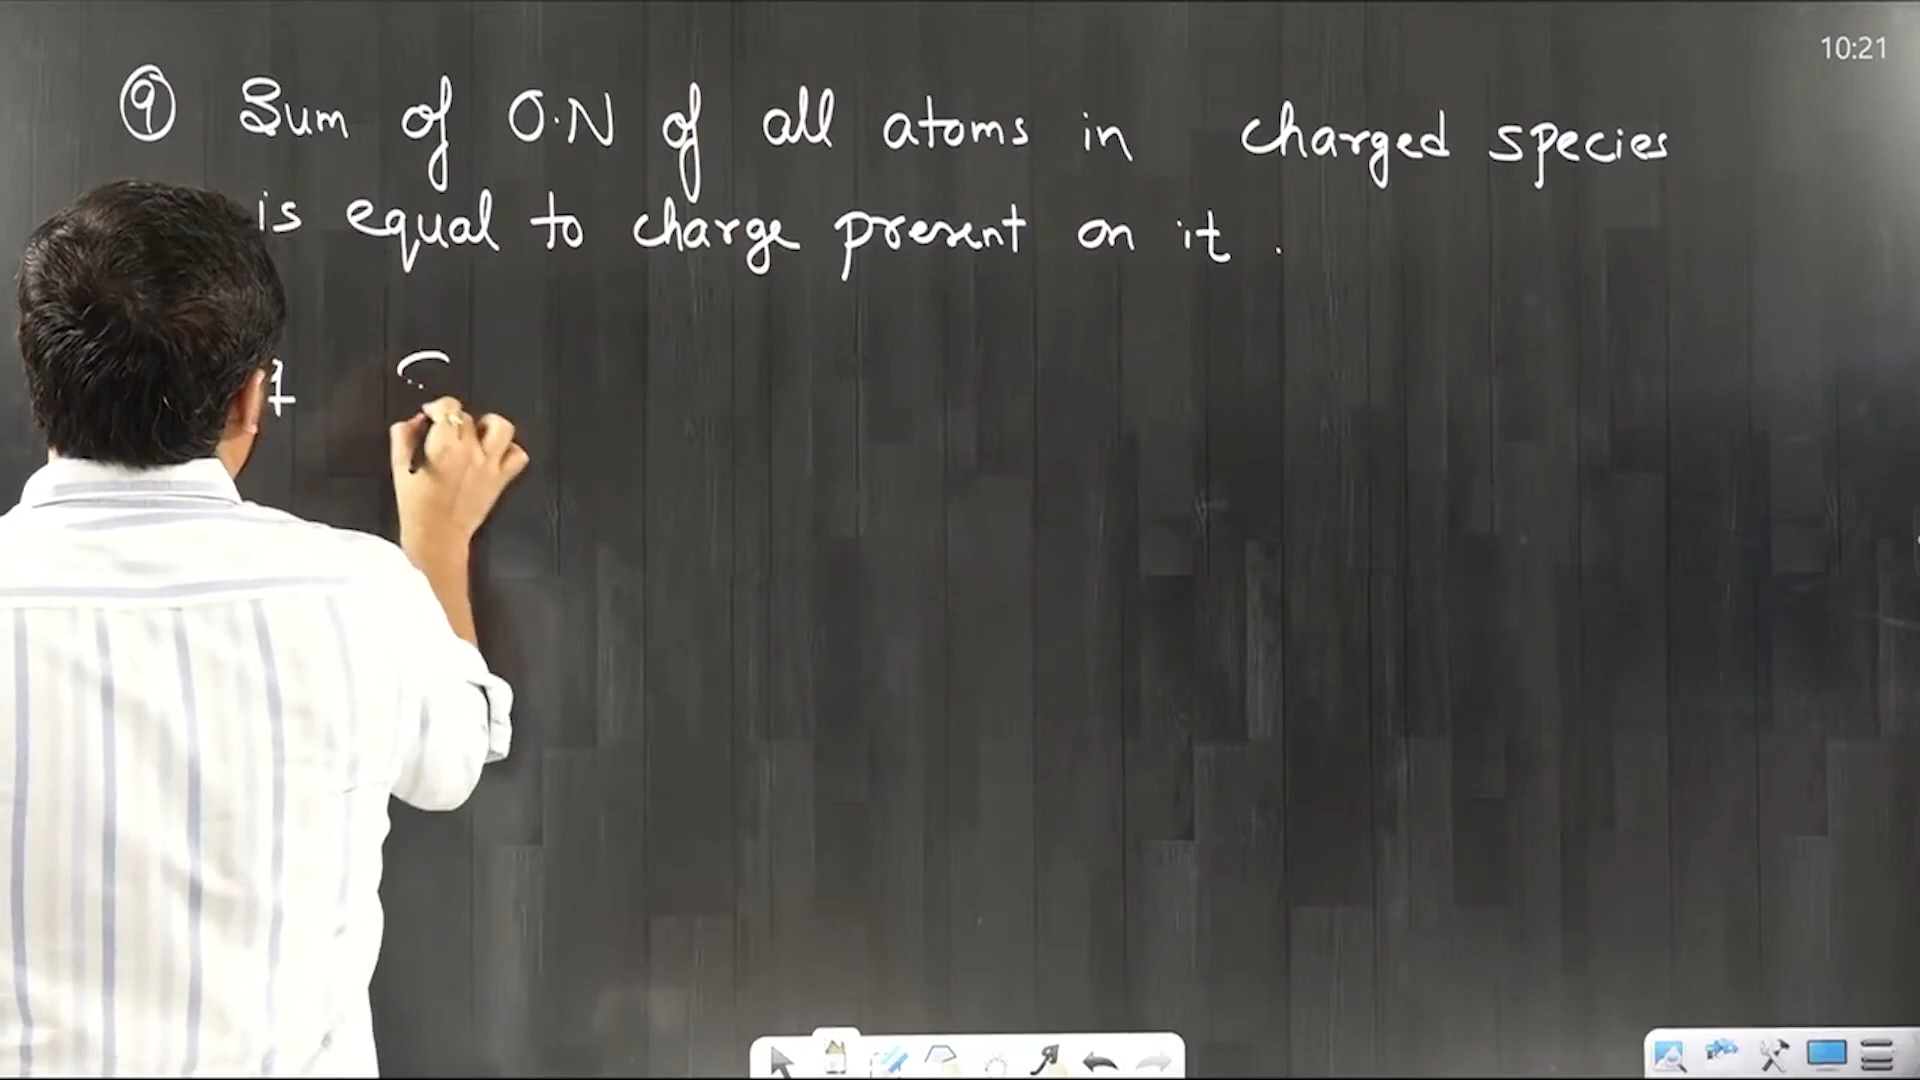 10:21
9 Sum of O.N of all atoms in charged species
is equal to charge present on it .